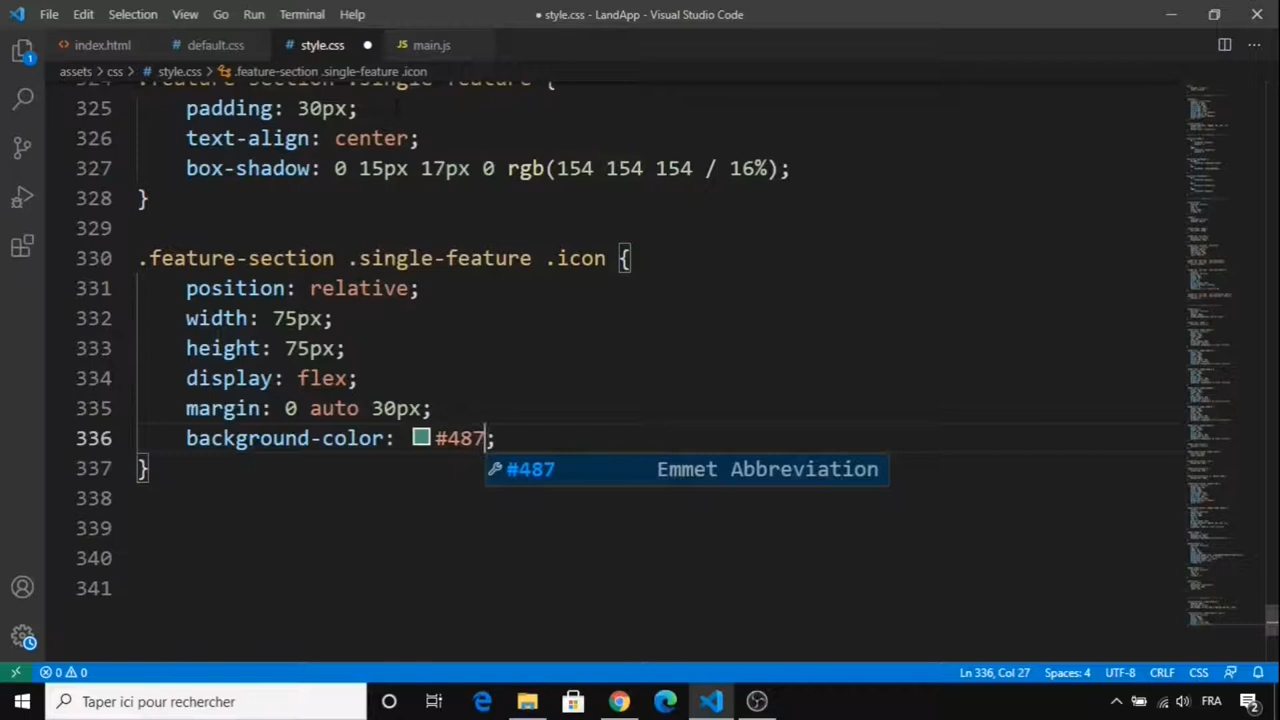 File Edit Selection View Go Run Terminal Help ● style.css - LandApp - Visual Studio Code
index.html default.css style.css ● JS main.js
assets > css > style.css > .feature-section .single-feature .icon
324 .feature-section .single-feature {
325 padding: 30px;
326 text-align: center;
327 box-shadow: 0 15px 17px 0 rgb(154 154 154 / 16%);
328 }
329
330 .feature-section .single-feature .icon {
331 position: relative;
332 width: 75px;
333 height: 75px;
334 display: flex;
335 margin: 0 auto 30px;
336 background-color: #487;
#487 Emmet Abbreviation
337 }
338
339
340
341
1
0 0 Ln 336, Col 27 Spaces: 4 UTF-8 CRLF CSS
Taper ici pour rechercher FRA 2